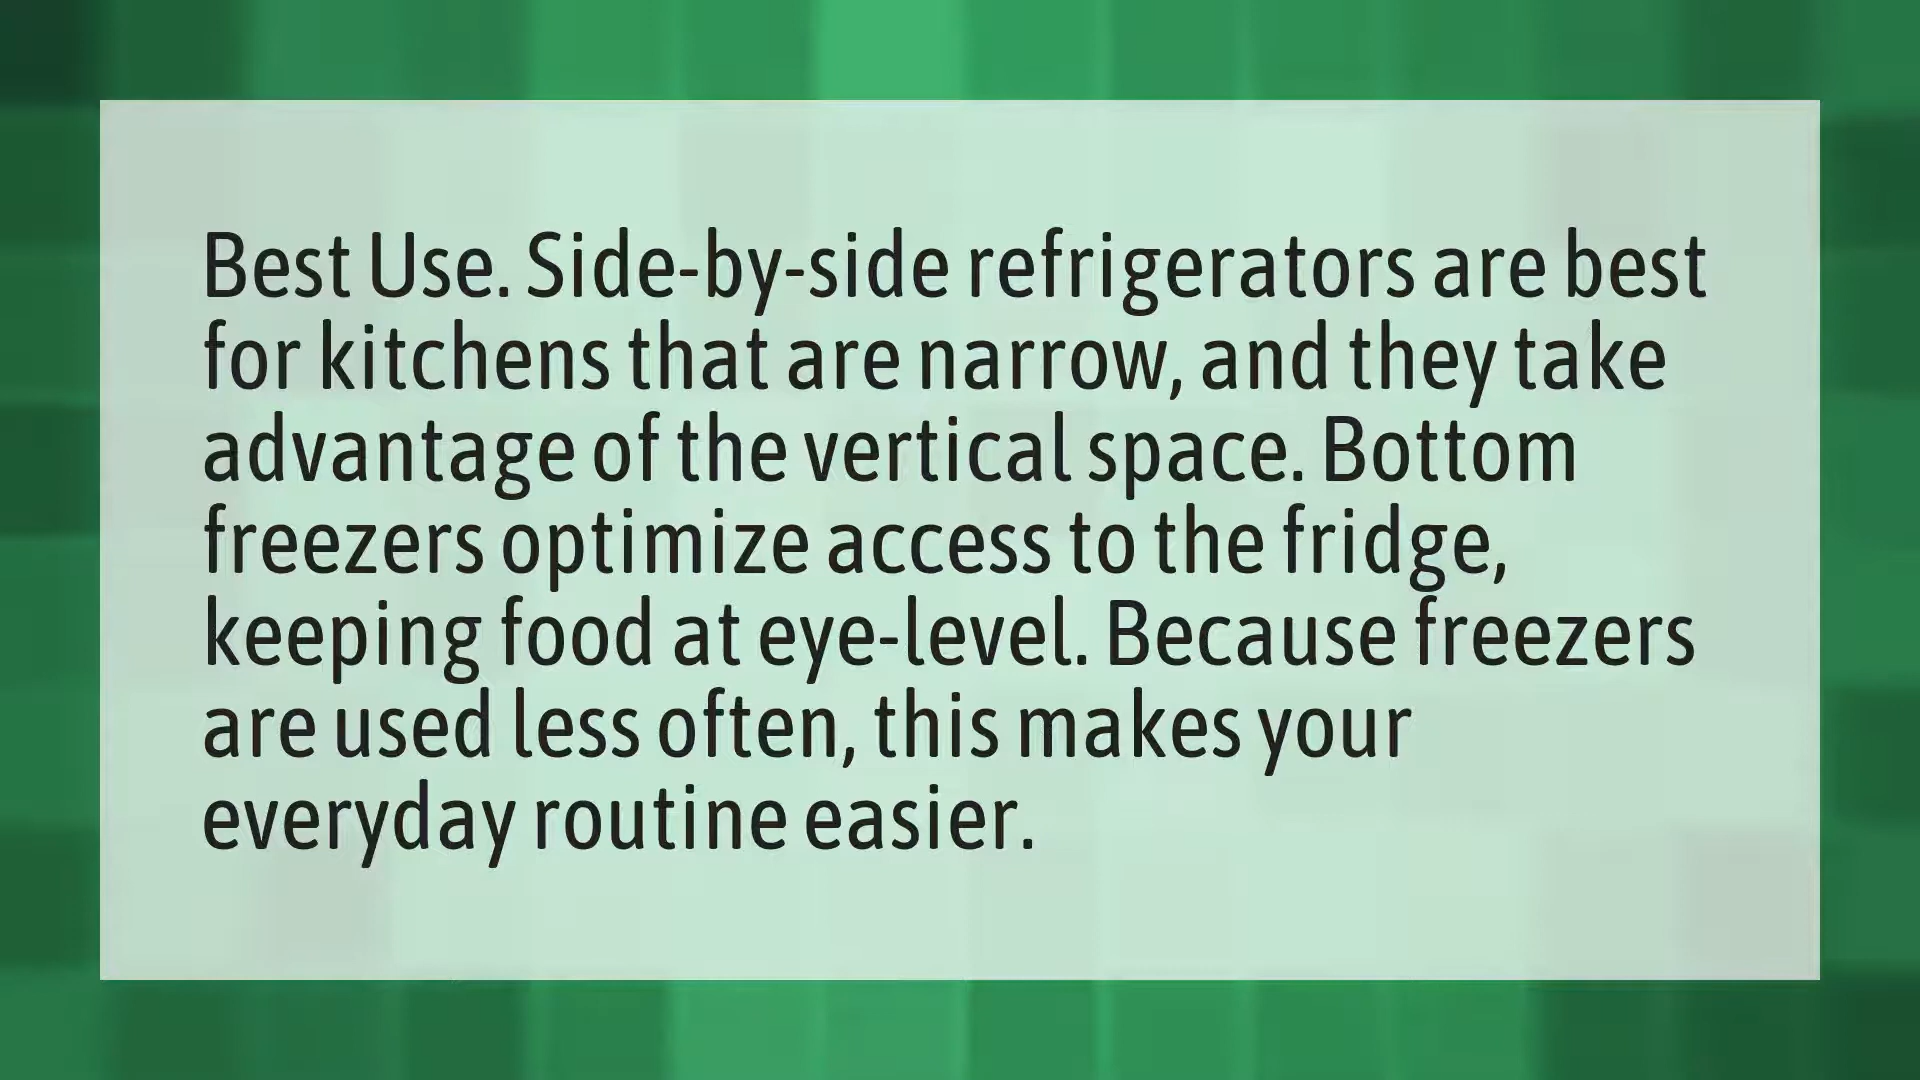 Best Use. Side-by-side refrigerators are best
for kitchens that are narrow, and they take
advantage of the vertical space. Bottom
freezers optimize access to the fridge,
keeping food at eye-level. Because freezers
are used less often, this makes your
everyday routine easier.